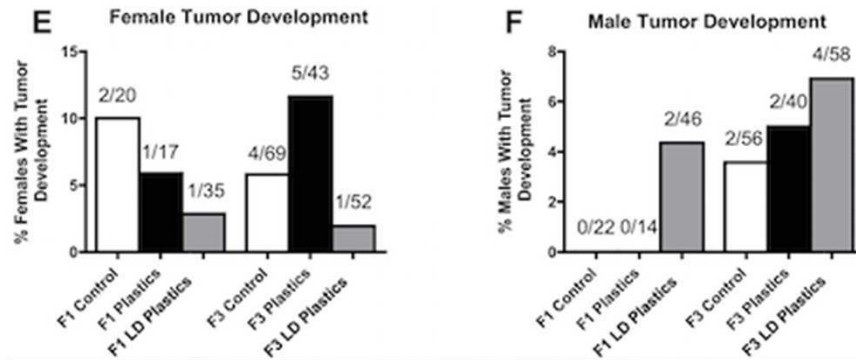 E
Female Tumor Development
% Females With Tumor
Development
15
10
5
0
2/20
1/17
1/35
4/69
5/43
1/52
F1 Control
F1 Plastics
F1 LD Plastics
F3 Control
F3 Plastics
F3 LD Plastics
F
Male Tumor Development
% Males With Tumor
Development
8
6
4
2
0
0/22
0/14
2/46
2/56
2/40
4/58
F1 Control
F1 Plastics
F1 LD Plastics
F3 Control
F3 Plastics
F3 LD Plastics